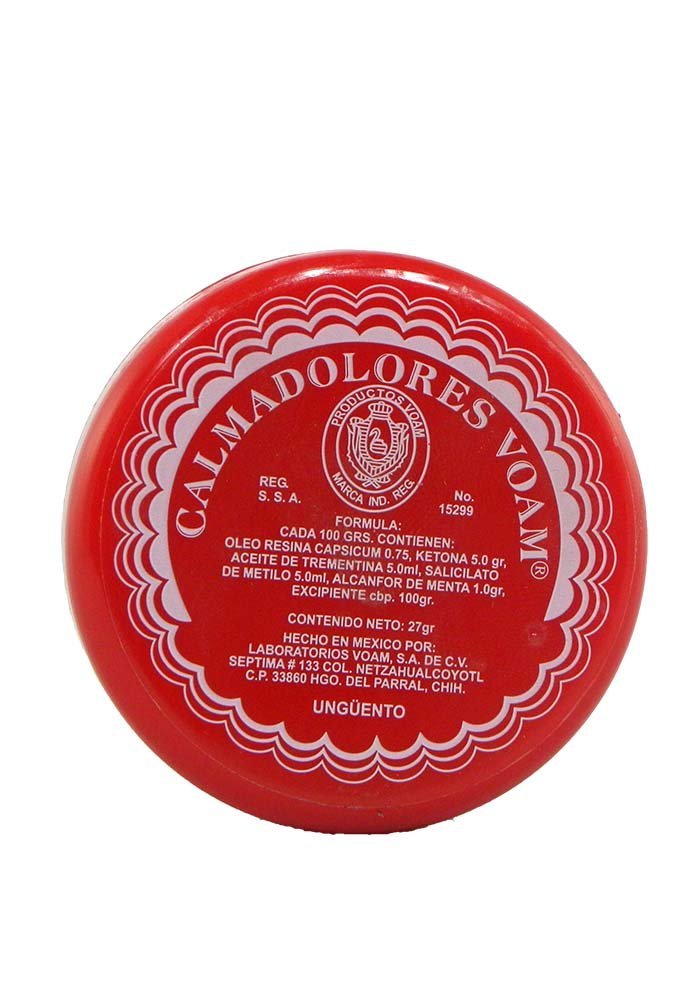 CALMADOLORES VOAM®
PRODUCTOS VOAM
MARCA IND. REG.
REG. No.
S. S. A. 15299
FORMULA:
CADA 100 GRS. CONTIENEN:
OLEO RESINA CAPSICUM 0.75, KETONA 5.0 gr,
ACEITE DE TREMENTINA 5.0ml, SALICILATO
DE METILO 5.0ml, ALCANFOR DE MENTA 1.0gr,
EXCIPIENTE cbp. 100gr.
CONTENIDO NETO: 27gr
HECHO EN MEXICO POR:
LABORATORIOS VOAM, S.A. DE C.V.
SEPTIMA # 133 COL. NETZAHUALCOYOTL
C.P. 33860 HGO. DEL PARRAL, CHIH.
UNGÜENTO